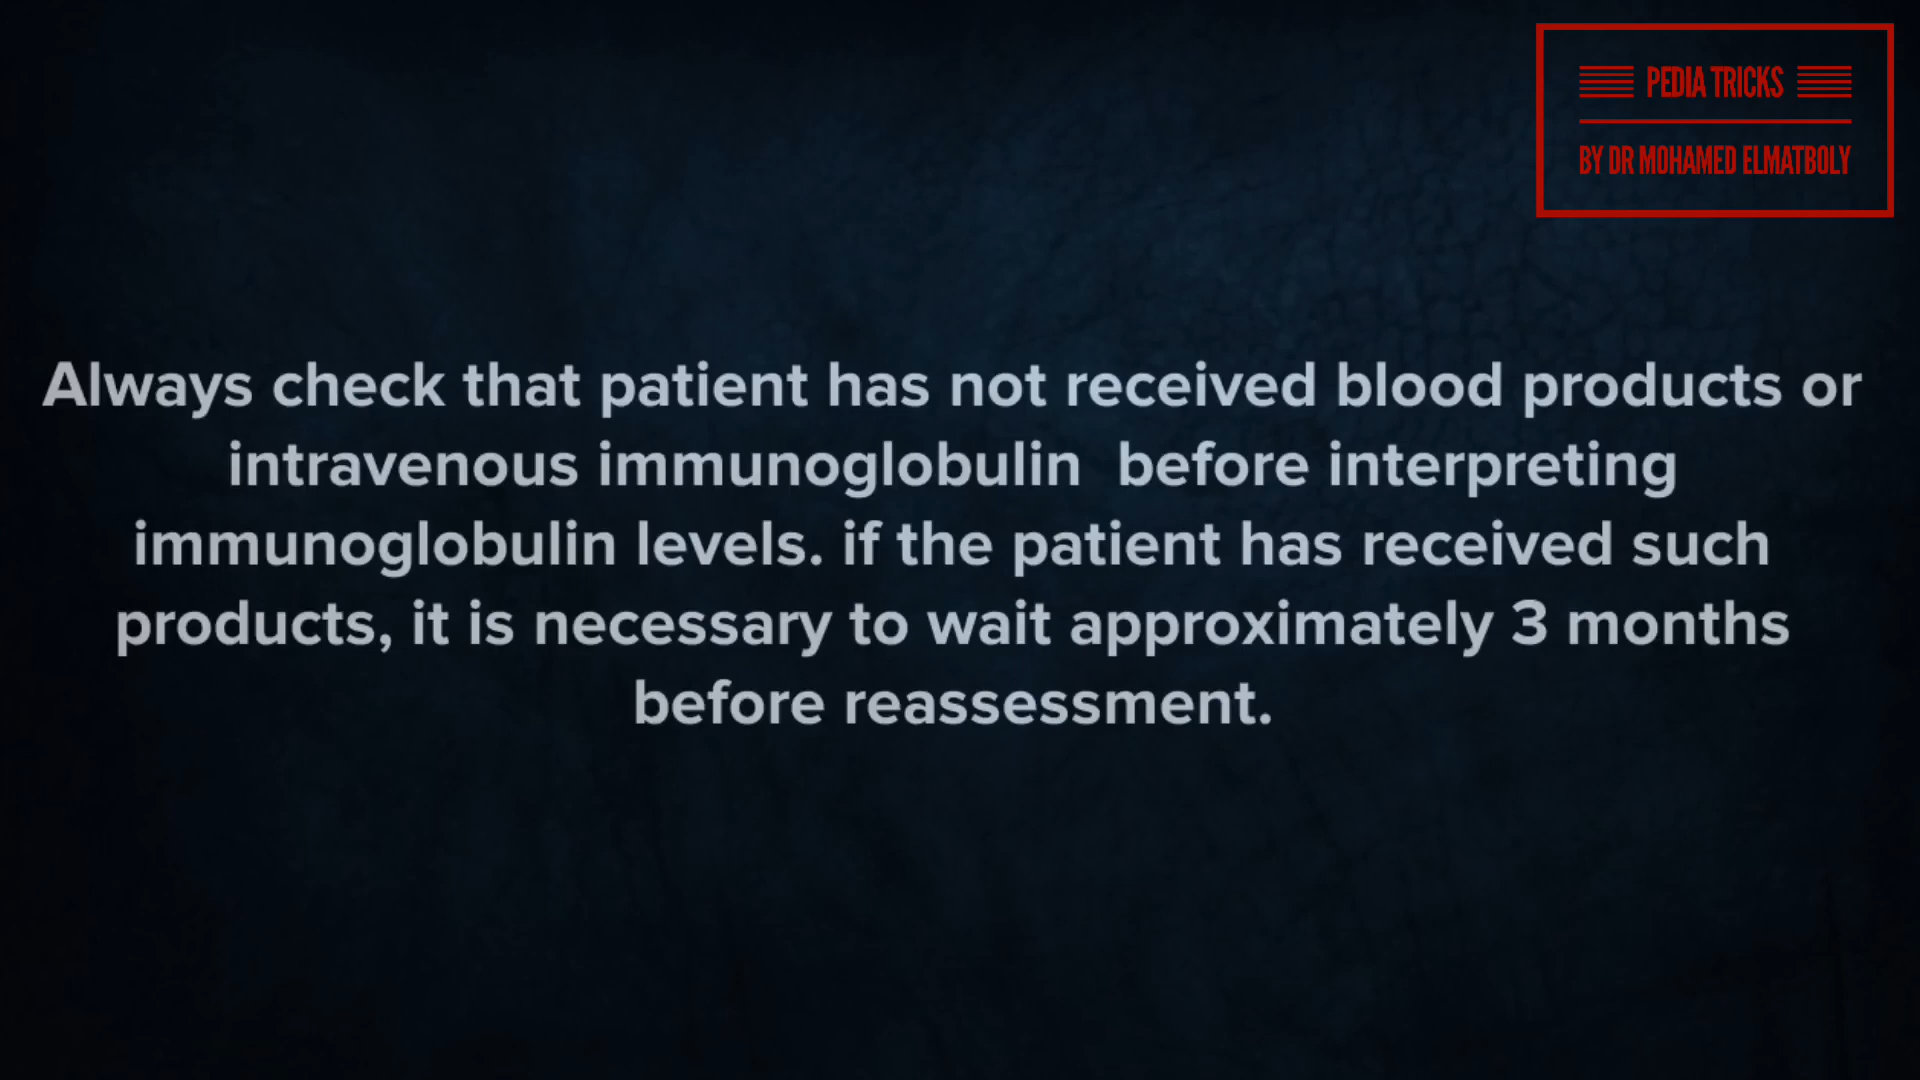 PEDIA TRICKS
BY DR MOHAMED ELMATBOLY
Always check that patient has not received blood products or
intravenous immunoglobulin  before interpreting
immunoglobulin levels. if the patient has received such
products, it is necessary to wait approximately 3 months
before reassessment.